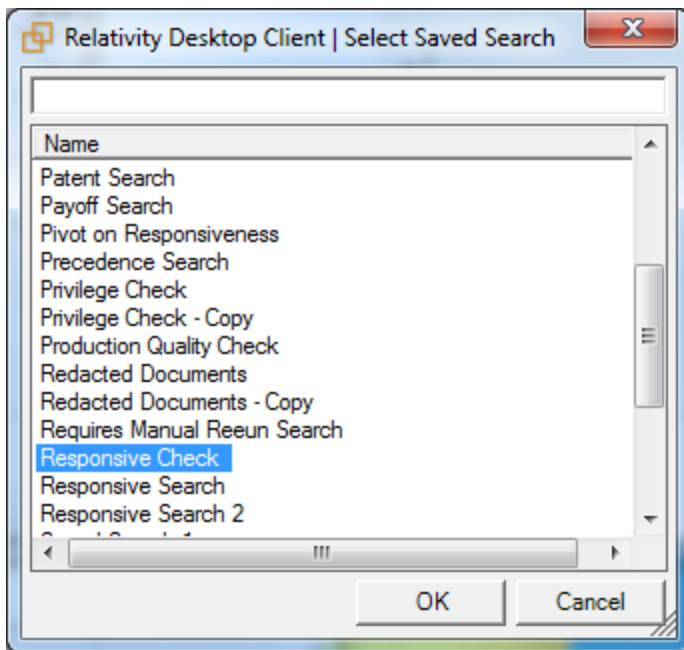 Relativity Desktop Client | Select Saved Search
Name
Patent Search
Payoff Search
Pivot on Responsiveness
Precedence Search
Privilege Check
Privilege Check - Copy
Production Quality Check
Redacted Documents
Redacted Documents - Copy
Requires Manual Reeun Search
Responsive Check
Responsive Search
Responsive Search 2
OK
Cancel